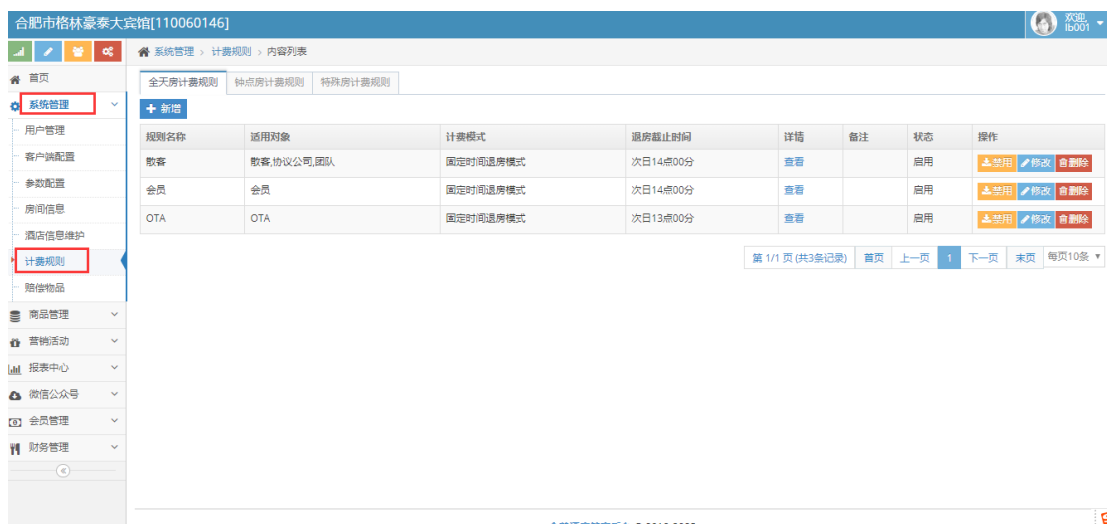 合肥市格林豪泰大宾馆[110060146]
欢迎,
lb001
系统管理 > 计费规则 > 内容列表
首页
系统管理
用户管理
客户端配置
参数配置
房间信息
酒店信息维护
计费规则
赔偿物品
商品管理
营销活动
报表中心
微信公众号
会员管理
财务管理
全天房计费规则 钟点房计费规则 特殊房计费规则
新增
规则名称 适用对象 计费模式 退房截止时间 详情 备注 状态 操作
散客 散客,协议公司,团队 固定时间退房模式 次日14点00分 查看 启用 禁用 修改 删除
会员 会员 固定时间退房模式 次日14点00分 查看 启用 禁用 修改 删除
OTA OTA 固定时间退房模式 次日13点00分 查看 启用 禁用 修改 删除
第 1/1 页 (共3条记录) 首页 上一页 1 下一页 末页 每页10条